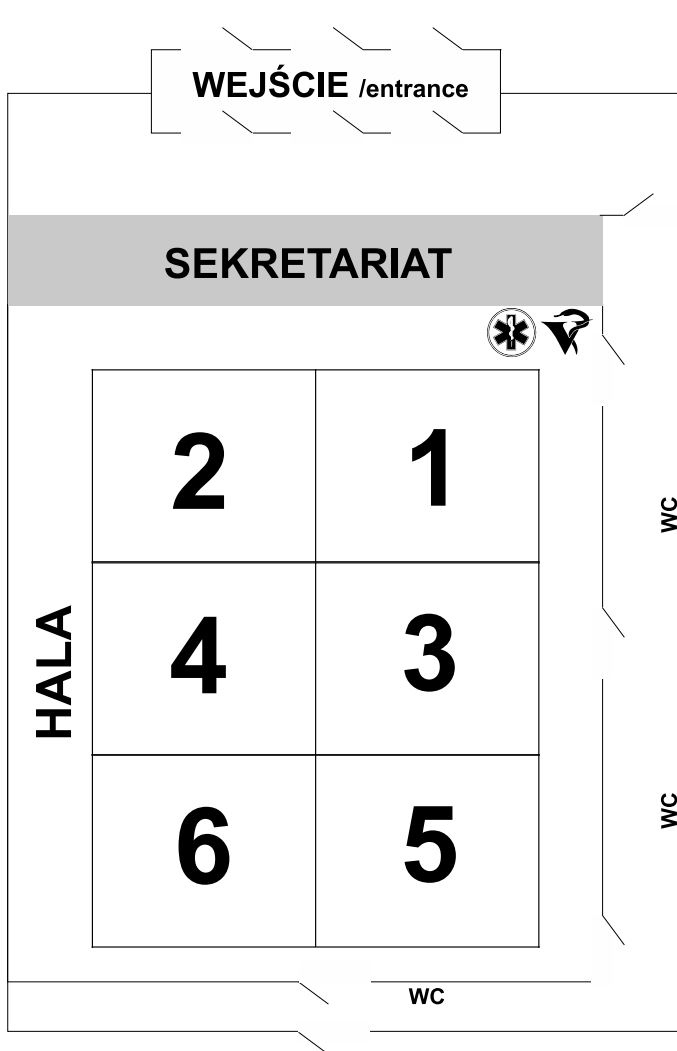 WEJŚCIE /entrance
SEKRETARIAT
2 1
WC
HALA
4 3
WC
6 5
WC